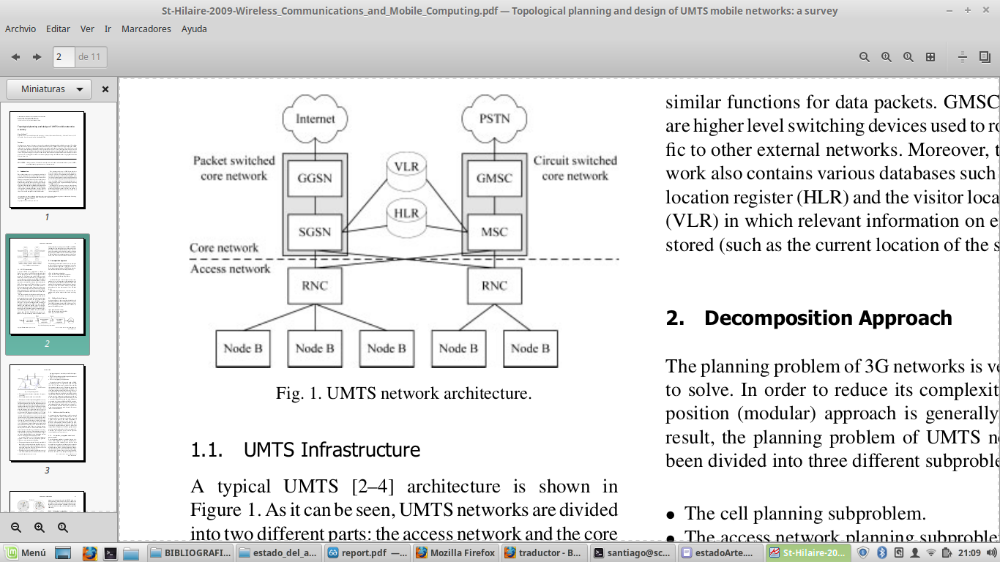 St-Hilaire-2009-Wireless_Communications_and_Mobile_Computing.pdf — Topological planning and design of UMTS mobile networks: a survey
Archvio Editar Ver Ir Marcadores Ayuda
2 de 11
Miniaturas
1
2
3
Internet
PSTN
Packet switched
core network
GGSN
VLR
GMSC
Circuit switched
core network
HLR
SGSN
MSC
Core network
Access network
RNC
RNC
Node B
Node B
Node B
Node B
Node B
Fig. 1. UMTS network architecture.
1.1. UMTS Infrastructure
A typical UMTS [2–4] architecture is shown in
Figure 1. As it can be seen, UMTS networks are divided
into two different parts: the access network and the core
similar functions for data packets. GMSC
are higher level switching devices used to ro
fic to other external networks. Moreover, t
work also contains various databases such
location register (HLR) and the visitor loca
(VLR) in which relevant information on e
stored (such as the current location of the s
2. Decomposition Approach
The planning problem of 3G networks is ve
to solve. In order to reduce its complexit
position (modular) approach is generally
result, the planning problem of UMTS ne
been divided into three different subproble
● The cell planning subproblem.
● The access network planning subproble
Menú
BIBLIOGRAFI...
estado_del_a...
report.pdf —...
Mozilla Firefox
traductor - B...
santiago@sc...
estadoArte....
St-Hilaire-20...
21:09